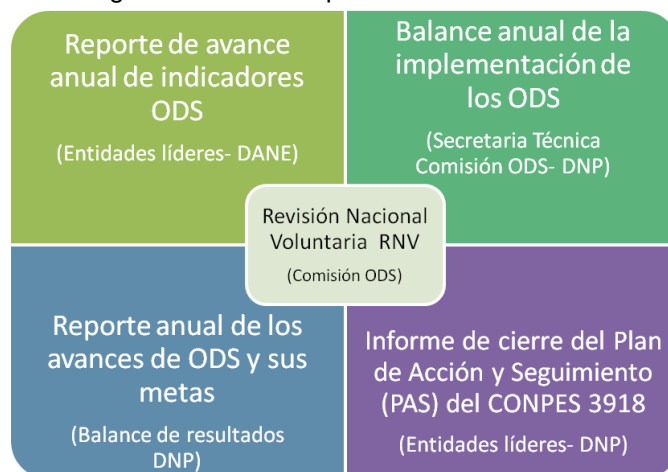 Reporte de avance
anual de indicadores
ODS
(Entidades líderes- DANE)
Balance anual de la
implementación de
los ODS
(Secretaria Técnica
Comisión ODS- DNP)
Revisión Nacional
Voluntaria RNV
(Comisión ODS)
Reporte anual de los
avances de ODS y sus
metas
(Balance de resultados
DNP)
Informe de cierre del Plan
de Acción y Seguimiento
(PAS) del CONPES 3918
(Entidades líderes- DNP)